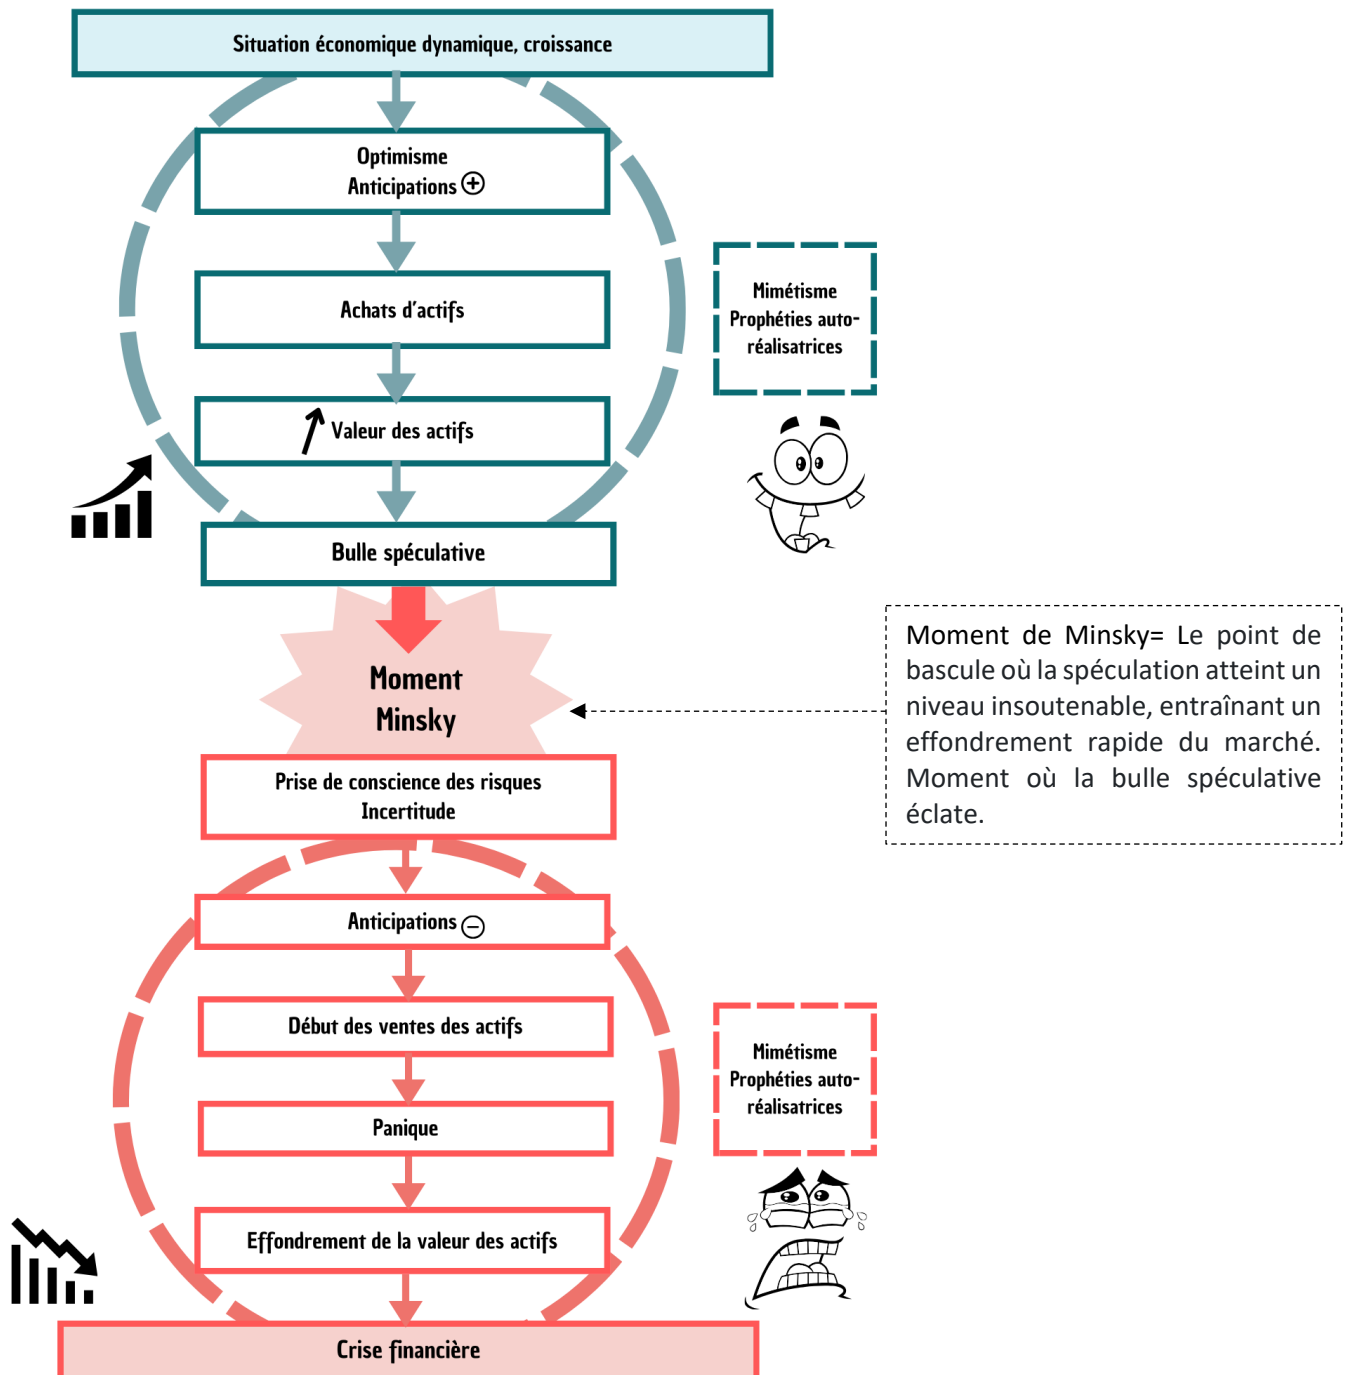 Situation économique dynamique, croissance
Optimisme
Anticipations +
Achats d'actifs
Mimétisme
Prophéties auto-
réalisatrices
Valeur des actifs
Bulle spéculative
Moment
Minsky
Moment de Minsky= Le point de
bascule où la spéculation atteint un
niveau insoutenable, entraînant un
effondrement rapide du marché.
Moment où la bulle spéculative
éclate.
Prise de conscience des risques
Incertitude
Anticipations −
Début des ventes des actifs
Mimétisme
Prophéties auto-
réalisatrices
Panique
Effondrement de la valeur des actifs
Crise financière